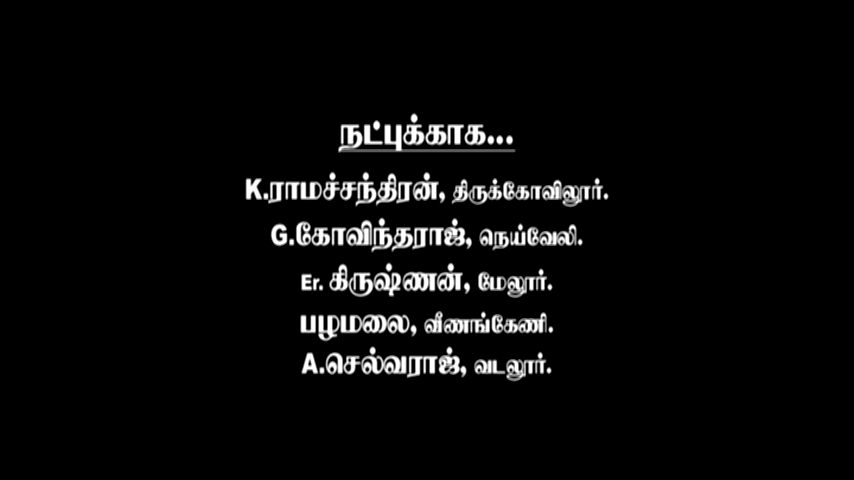 நட்புக்காக...
K.ராமச்சந்திரன், திருக்கோவிலூர்.
G.கோவிந்தராஜ், நெய்வேலி.
Er. கிருஷ்ணன், மேலூர்.
பழமலை, வீணங்கேணி.
A.செல்வராஜ், வடலூர்.